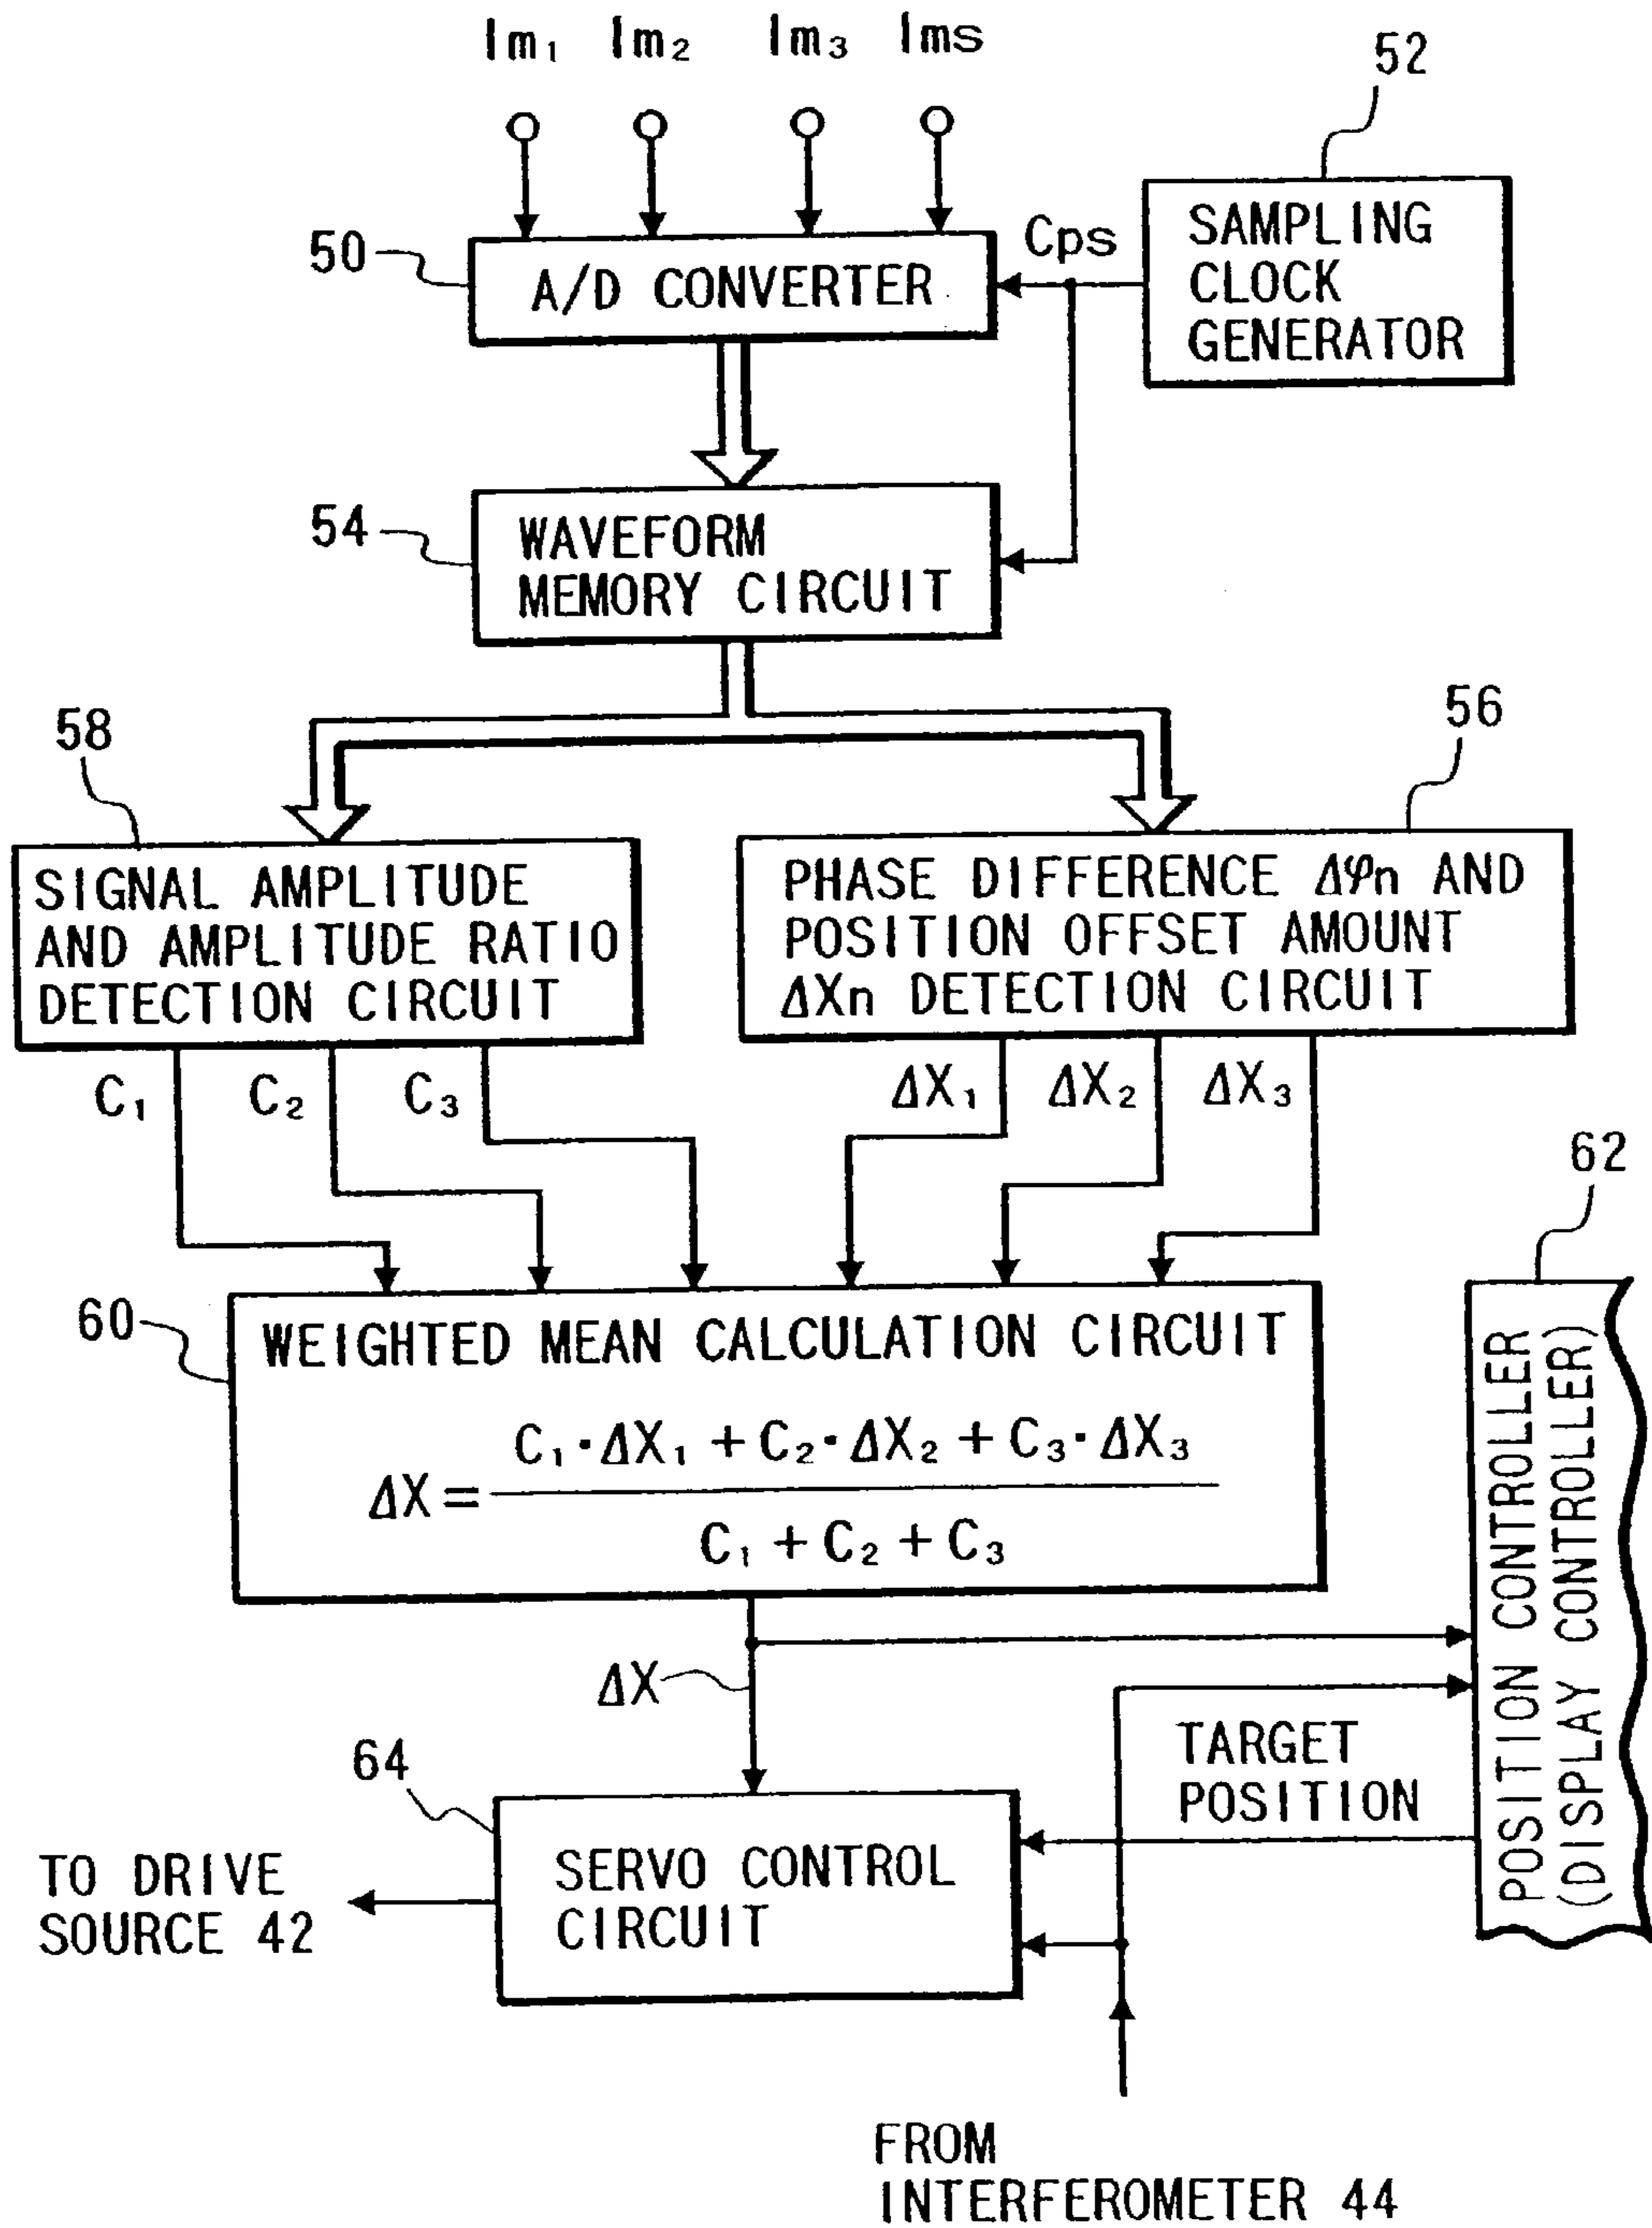 Im₁ Im₂ Im₃ Ims
52
50
A/D CONVERTER
Cps
SAMPLING
CLOCK
GENERATOR
54
WAVEFORM
MEMORY CIRCUIT
58
56
SIGNAL AMPLITUDE
AND AMPLITUDE RATIO
DETECTION CIRCUIT
PHASE DIFFERENCE Δφn AND
POSITION OFFSET AMOUNT
ΔXn DETECTION CIRCUIT
C₁ C₂ C₃
ΔX₁ ΔX₂ ΔX₃
62
60
WEIGHTED MEAN CALCULATION CIRCUIT
C₁·ΔX₁+C₂·ΔX₂+C₃·ΔX₃
ΔX=
C₁+C₂+C₃
POSITION CONTROLLER
(DISPLAY CONTROLLER)
ΔX
64
TARGET
POSITION
SERVO CONTROL
CIRCUIT
TO DRIVE
SOURCE 42
FROM
INTERFEROMETER 44